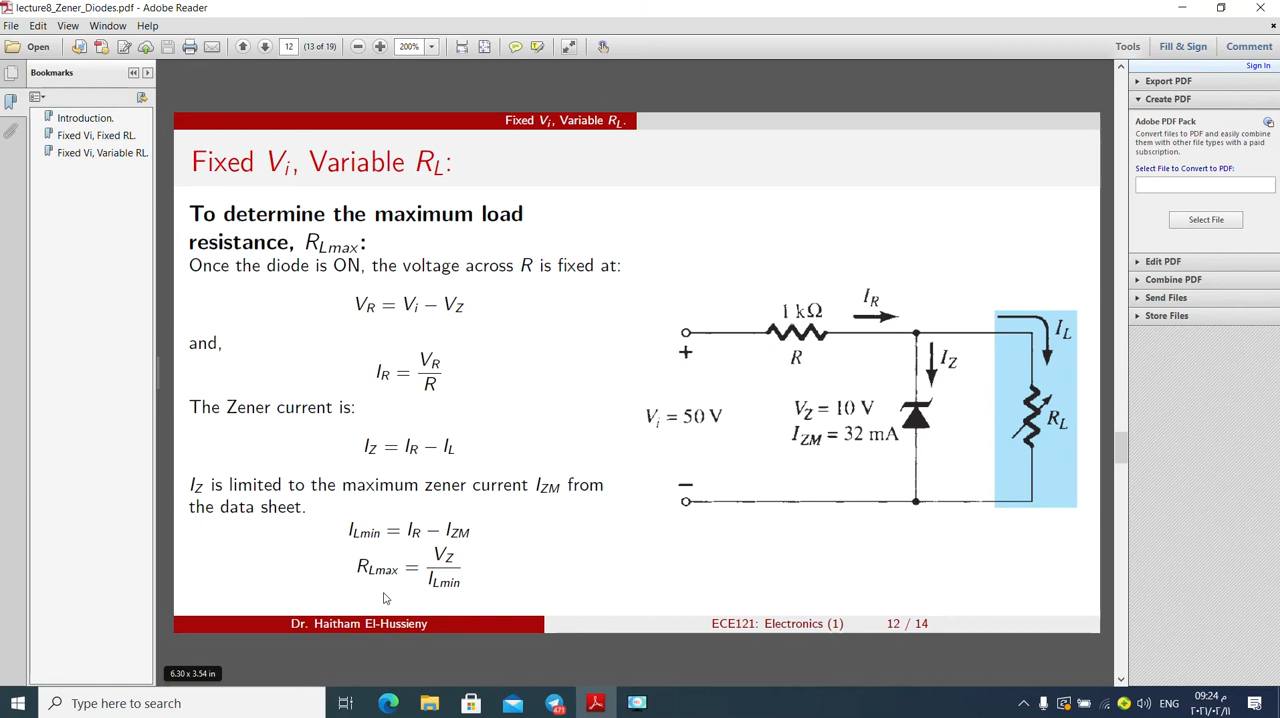 lecture8_Zener_Diodes.pdf - Adobe Reader
File Edit View Window Help
Open 12 (13 of 19) 200% Tools Fill & Sign Comment
Sign In
Bookmarks
Introduction.
Fixed Vi, Fixed RL.
Fixed Vi, Variable RL.
Fixed Vi, Variable RL.
Fixed Vi, Variable RL:
To determine the maximum load
resistance, RLmax:
Once the diode is ON, the voltage across R is fixed at:
VR = Vi − VZ
and,
IR = VR / R
The Zener current is:
IZ = IR − IL
IZ is limited to the maximum zener current IZM from
the data sheet.
ILmin = IR − IZM
RLmax = VZ / ILmin
1 kΩ
IR
IL
+
R
IZ
Vi = 50 V
VZ = 10 V
IZM = 32 mA
RL
−
Dr. Haitham El-Hussieny
ECE121: Electronics (1) 12 / 14
6.30 x 3.54 in
Export PDF
Create PDF
Adobe PDF Pack
Convert files to PDF and easily combine
them with other file types with a paid
subscription.
Select File to Convert to PDF:
Select File
Edit PDF
Combine PDF
Send Files
Store Files
Type here to search
471
ENG
09:24 م